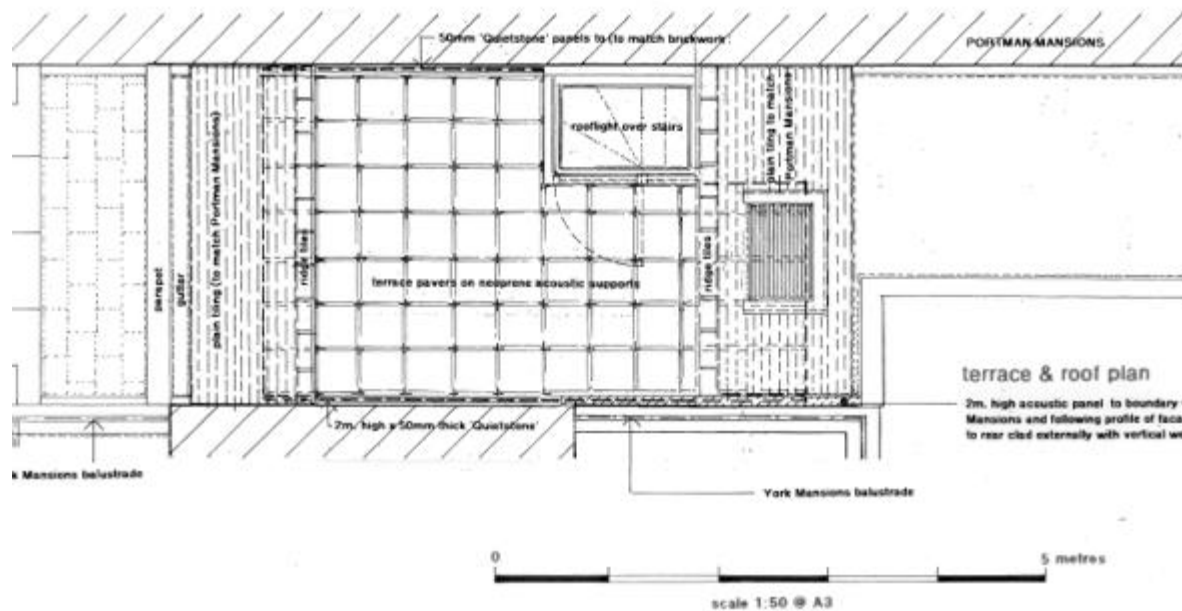 50mm 'Quietstone' panels to (to match brickwork
PORTMAN MANSIONS
rooflight over stairs
plain tiling to match
Portman Mansions
parapet
gutter
plain tiling (to match Portman Mansions)
ridge tiles
terrace pavers on neoprene acoustic supports
ridge tiles
terrace & roof plan
2m. high acoustic panel to boundary
Mansions and following profile of faca
to rear clad externally with vertical we
2m. high x 50mm thick 'Quietstone'
k Mansions balustrade
York Mansions balustrade
0
5 metres
scale 1:50 @ A3